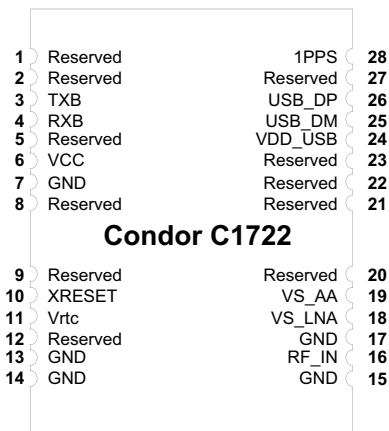 1 Reserved 1PPS 28
2 Reserved Reserved 27
3 TXB USB_DP 26
4 RXB USB_DM 25
5 Reserved VDD_USB 24
6 VCC Reserved 23
7 GND Reserved 22
8 Reserved Reserved 21
Condor C1722
9 Reserved Reserved 20
10 XRESET VS_AA 19
11 Vrtc VS_LNA 18
12 Reserved GND 17
13 GND RF_IN 16
14 GND GND 15